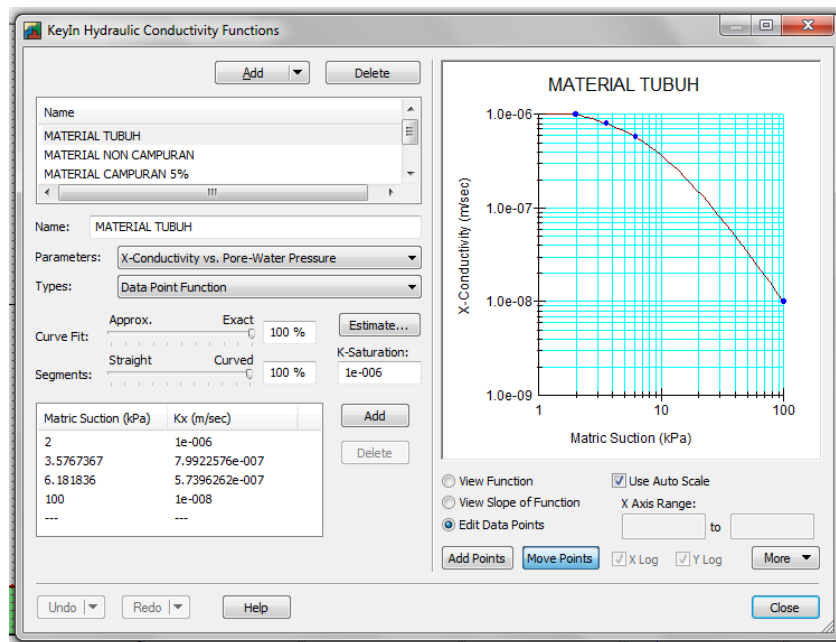 KeyIn Hydraulic Conductivity Functions
Add
Delete
Name
MATERIAL TUBUH
MATERIAL NON CAMPURAN
MATERIAL CAMPURAN 5%
Name: MATERIAL TUBUH
Parameters: X-Conductivity vs. Pore-Water Pressure
Types: Data Point Function
Approx. Exact
Curve Fit: 100 % Estimate...
Straight Curved K-Saturation:
Segments: 100 % 1e-006
Matric Suction (kPa) Kx (m/sec)
2 1e-006
3.5767367 7.9922576e-007
6.181836 5.7396262e-007
100 1e-008
--- ---
Add
Delete
Undo Redo Help
MATERIAL TUBUH
X-Conductivity (m/sec)
1.0e-06
1.0e-07
1.0e-08
1.0e-09
1 10 100
Matric Suction (kPa)
View Function Use Auto Scale
View Slope of Function X Axis Range:
Edit Data Points to
Add Points Move Points X Log Y Log More
Close